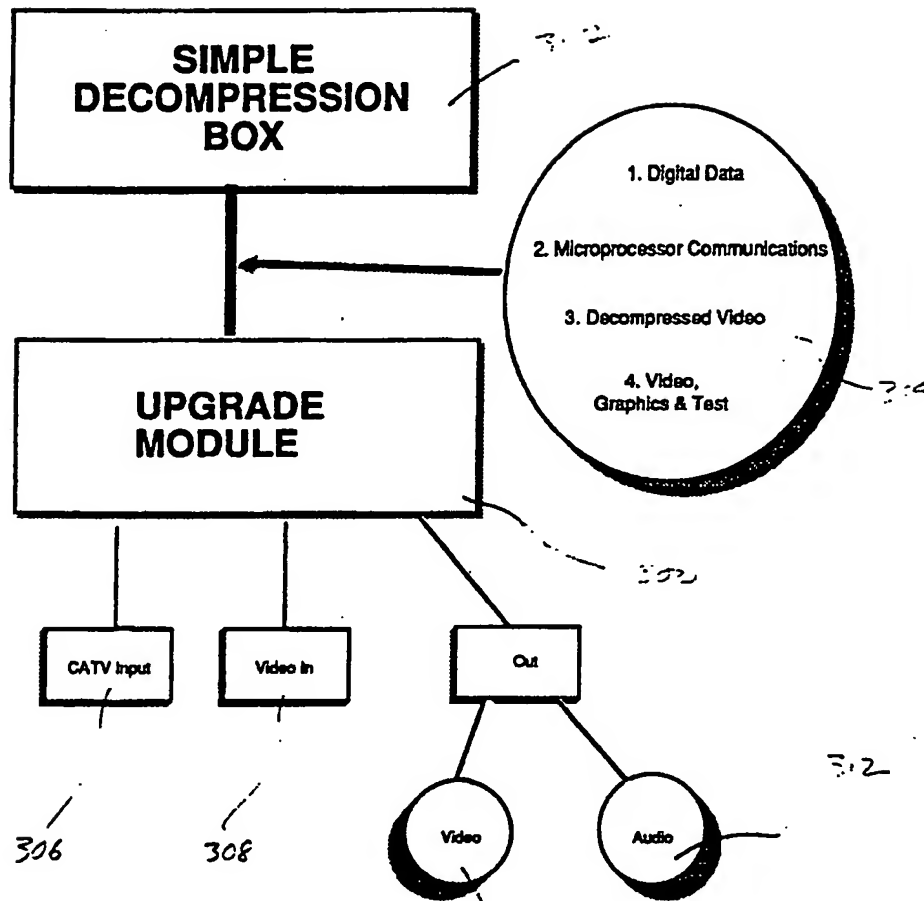 SIMPLE
DECOMPRESSION
BOX
1. Digital Data
2. Microprocessor Communications
3. Decompressed Video
4. Video,
Graphics & Test
UPGRADE
MODULE
CATV Input
Video In
Out
312
306
308
Video
Audio